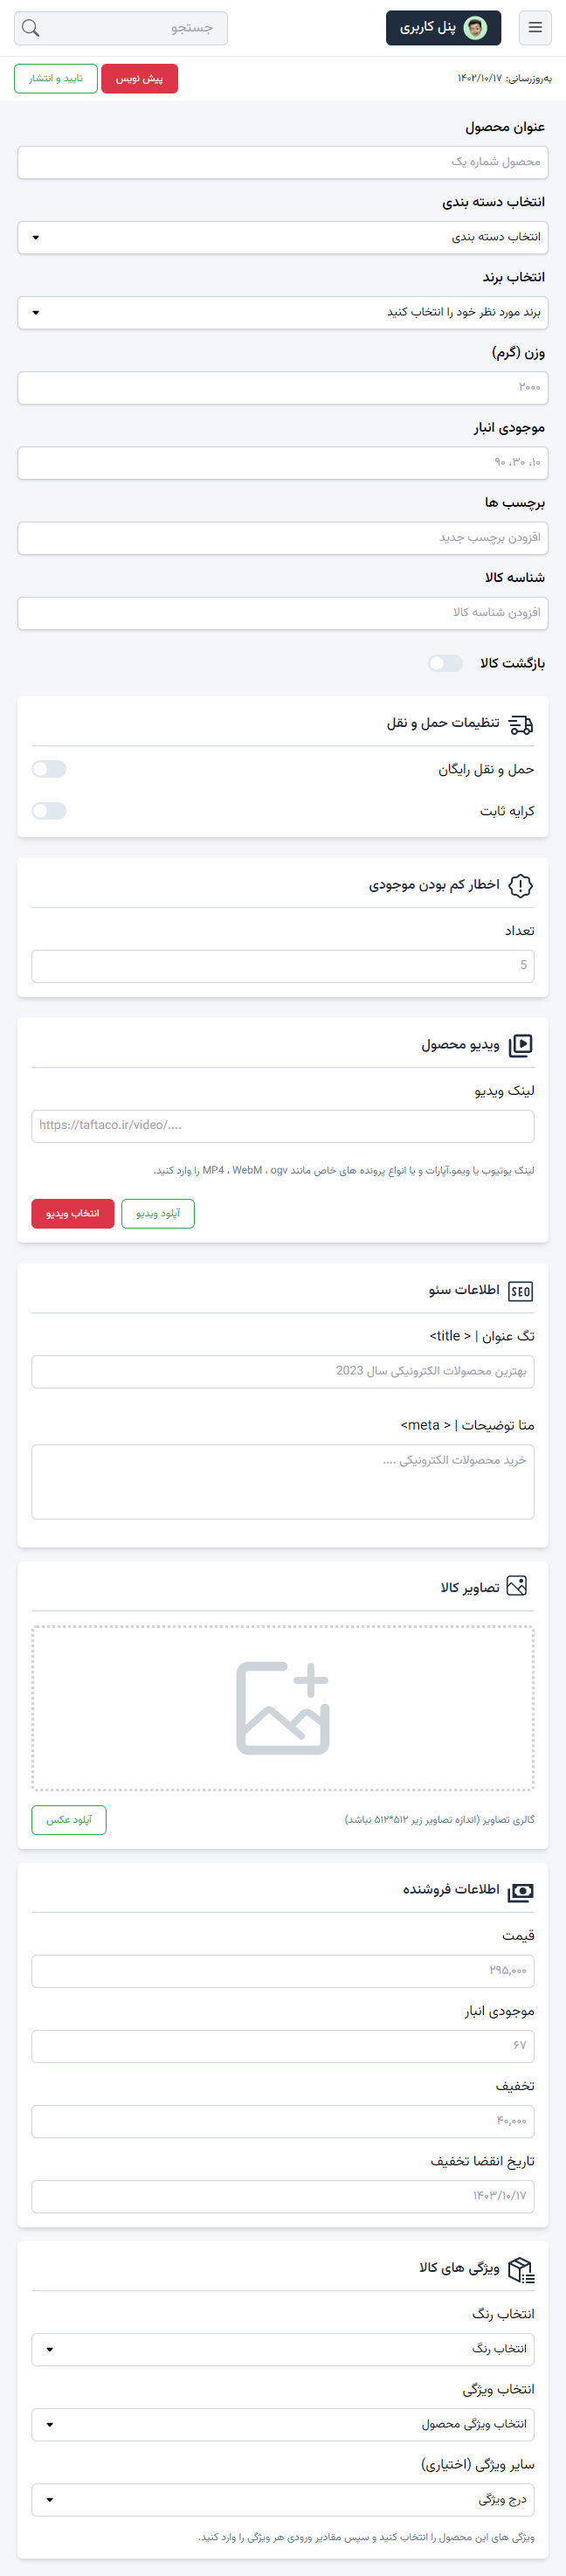 پنل کاربری
جستجو
به‌روزرسانی: ۱۴۰۲/۱۰/۱۷
پیش نویس
تایید و انتشار
عنوان محصول
محصول شماره یک
انتخاب دسته بندی
انتخاب دسته بندی
انتخاب برند
برند مورد نظر خود را انتخاب کنید
وزن (گرم)
۲۰۰۰
موجودی انبار
۱۰، ۳۰، ۹۰
برچسب ها
افزودن برچسب جدید
شناسه کالا
افزودن شناسه کالا
بازگشت کالا
تنظیمات حمل و نقل
حمل و نقل رایگان
کرایه ثابت
اخطار کم بودن موجودی
تعداد
5
ویدیو محصول
لینک ویدیو
https://taftaco.ir/video/....
لینک یوتیوب یا ویمو.آپارات و یا انواع پرونده های خاص مانند MP4 ، WebM ، ogv را وارد کنید.
آپلود ویدیو
انتخاب ویدیو
SEO
اطلاعات سئو
تگ عنوان | < title>
بهترین محصولات الکترونیکی سال 2023
متا توضیحات | < meta>
خرید محصولات الکترونیکی ....
تصاویر کالا
گالری تصاویر (اندازه تصاویر زیر ۵۱۲*۵۱۲ نباشد)
آپلود عکس
اطلاعات فروشنده
قیمت
۲۹۵,۰۰۰
موجودی انبار
۶۷
تخفیف
۴۰,۰۰۰
تاریخ انقضا تخفیف
۱۴۰۳/۱۰/۱۷
ویژگی های کالا
انتخاب رنگ
انتخاب رنگ
انتخاب ویژگی
انتخاب ویژگی محصول
سایر ویژگی (اختیاری)
درج ویژگی
ویژگی های این محصول را انتخاب کنید و سپس مقادیر ورودی هر ویژگی را وارد کنید.